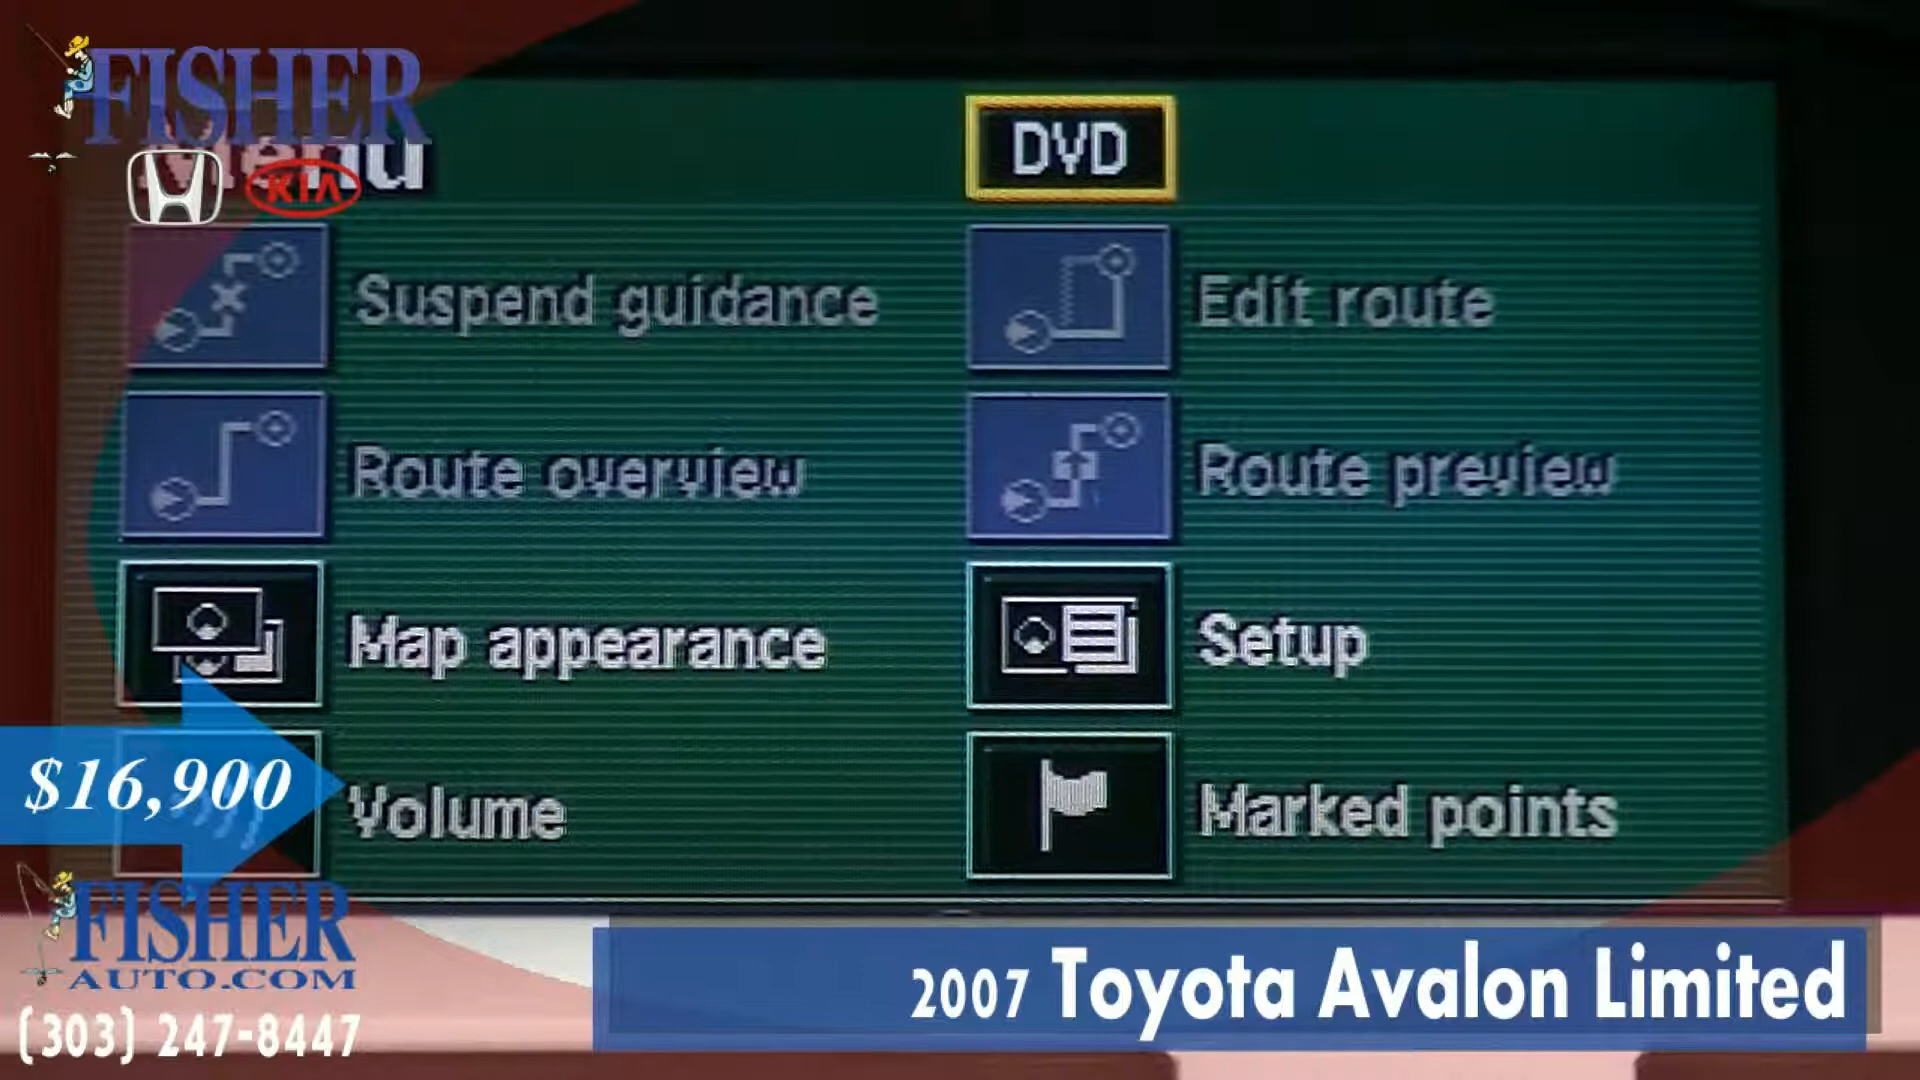 FISHER
Menu
KIA
DVD
Suspend guidance
Edit route
Route overview
Route preview
Map appearance
Setup
Volume
Marked points
$16,900
FISHER
AUTO.COM
(303) 247-8447
2007 Toyota Avalon Limited